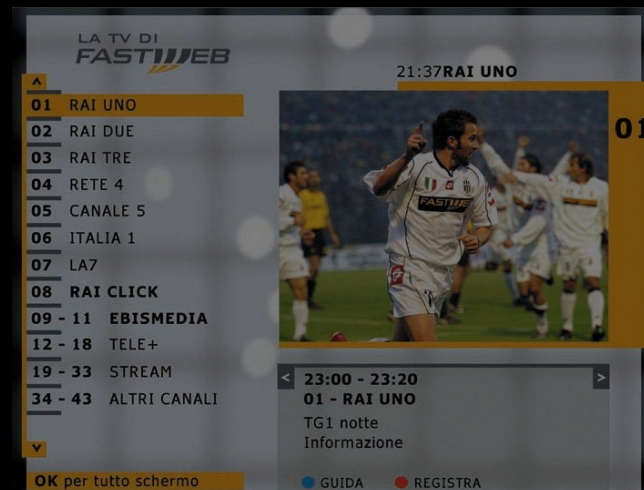 LA TV DI
FASTWEB
21:37 RAI UNO
01
01 RAI UNO
02 RAI DUE
03 RAI TRE
04 RETE 4
05 CANALE 5
06 ITALIA 1
07 LA7
08 RAI CLICK
09 - 11 EBISMEDIA
12 - 18 TELE+
19 - 33 STREAM
34 - 43 ALTRI CANALI
OK per tutto schermo
FASTWEB
< 23:00 - 23:20 >
01 - RAI UNO
TG1 notte
Informazione
GUIDA REGISTRA